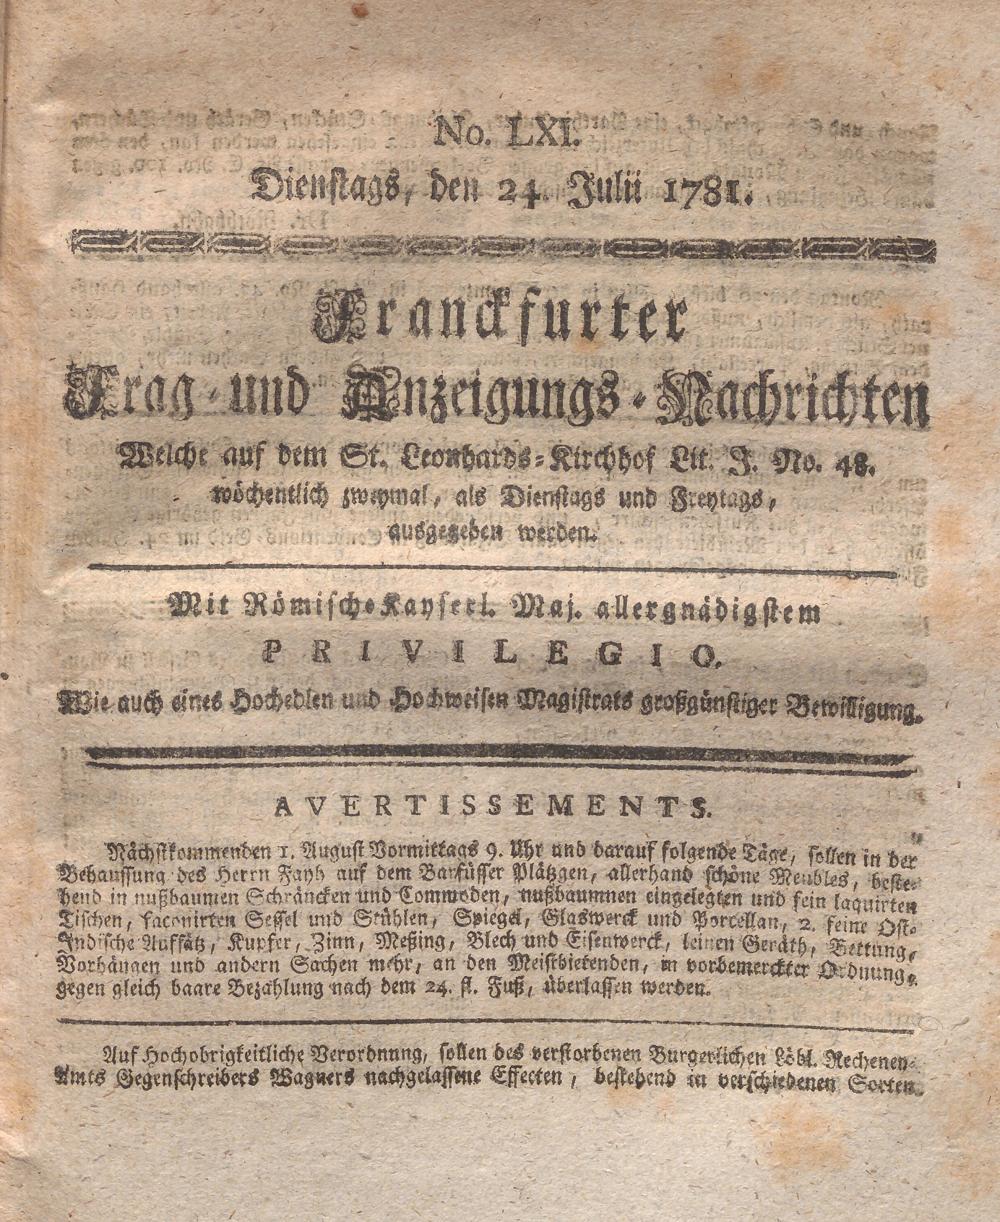 No. LXI.
Dienstags, den 24. Julii 1781.
Franckfurter
Frag- und Anzeigungs-Nachrichten
Welche auf dem St. Leonhards-Kirchhof Lit. J. No. 48.
wöchentlich zweymal, als Dienstags und Freytags,
ausgegeben werden.
Mit Römisch-Kayserl. Maj. allergnädigstem
PRIVILEGIO.
Wie auch eines Hochedlen und Hochweisen Magistrats großgünstiger Bewilligung.
AVERTISSEMENTS.
Nächstkommenden 1. August Vormittags 9. Uhr und darauf folgende Täge, sollen in der
Behaussung des Herrn Fayh auf dem Barfüsser Plätzgen, allerhand schöne Meubles, beste-
hend in nußbaumen Schräncken und Commoden, nußbaumnen eingelegten und fein laquirten
Tischen, faconirten Sessel und Stühlen, Spiegel, Glaswerck und Porcellan, 2. feine Ost-
Indische Auffätz, Kupfer, Zinn, Meßing, Blech und Eisenwerck, leinen Geräth, Bettung,
Vorhängen und andern Sachen mehr, an den Meistbietenden, in vorbemerckter Ordnung,
gegen gleich baare Bezahlung nach dem 24. fl. Fuß, überlassen werden.
Auf Hochobrigkeitliche Verordnung, sollen des verstorbenen Burgerlichen Löbl. Rechenen-
Amts Gegenschreibers Wagners nachgelassene Effecten, bestehend in verschiedenen Sorten